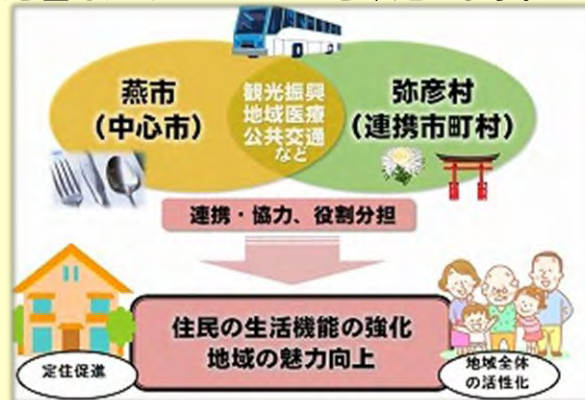 燕市
（中心市）
観光振興
地域医療
公共交通
など
弥彦村
（連携市町村）
連携・協力、役割分担
住民の生活機能の強化
地域の魅力向上
定住促進
地域全体
の活性化